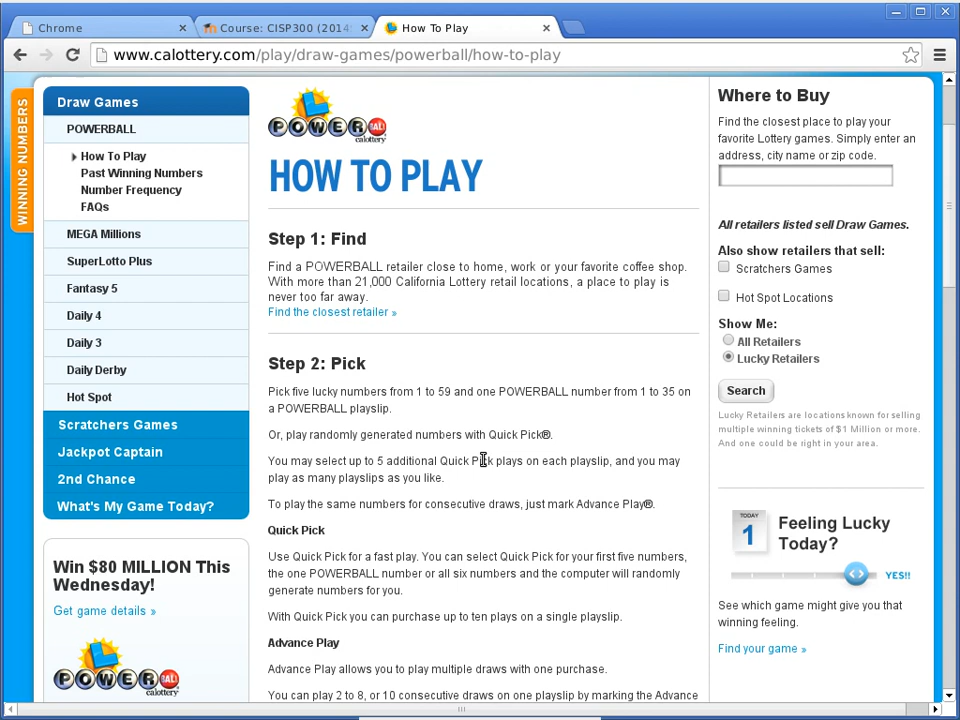 Chrome
Course: CISP300 (2014
How To Play
www.calottery.com/play/draw-games/powerball/how-to-play
WINNING NUMBERS
Draw Games
POWERBALL
How To Play
Past Winning Numbers
Number Frequency
FAQs
MEGA Millions
SuperLotto Plus
Fantasy 5
Daily 4
Daily 3
Daily Derby
Hot Spot
Scratchers Games
Jackpot Captain
2nd Chance
What's My Game Today?
Win $80 MILLION This
Wednesday!
Get game details »
POWERBALL
calottery
POWERBALL
calottery
HOW TO PLAY
Step 1: Find
Find a POWERBALL retailer close to home, work or your favorite coffee shop.
With more than 21,000 California Lottery retail locations, a place to play is
never too far away.
Find the closest retailer »
Step 2: Pick
Pick five lucky numbers from 1 to 59 and one POWERBALL number from 1 to 35 on
a POWERBALL playslip.
Or, play randomly generated numbers with Quick Pick®.
You may select up to 5 additional Quick Pick plays on each playslip, and you may
play as many playslips as you like.
To play the same numbers for consecutive draws, just mark Advance Play®.
Quick Pick
Use Quick Pick for a fast play. You can select Quick Pick for your first five numbers,
the one POWERBALL number or all six numbers and the computer will randomly
generate numbers for you.
With Quick Pick you can purchase up to ten plays on a single playslip.
Advance Play
Advance Play allows you to play multiple draws with one purchase.
You can play 2 to 8, or 10 consecutive draws on one playslip by marking the Advance
Where to Buy
Find the closest place to play your
favorite Lottery games. Simply enter an
address, city name or zip code.
All retailers listed sell Draw Games.
Also show retailers that sell:
Scratchers Games
Hot Spot Locations
Show Me:
All Retailers
Lucky Retailers
Search
Lucky Retailers are locations known for selling
multiple winning tickets of $1 Million or more.
And one could be right in your area.
TODAY
1
Feeling Lucky
Today?
YES!!
See which game might give you that
winning feeling.
Find your game »